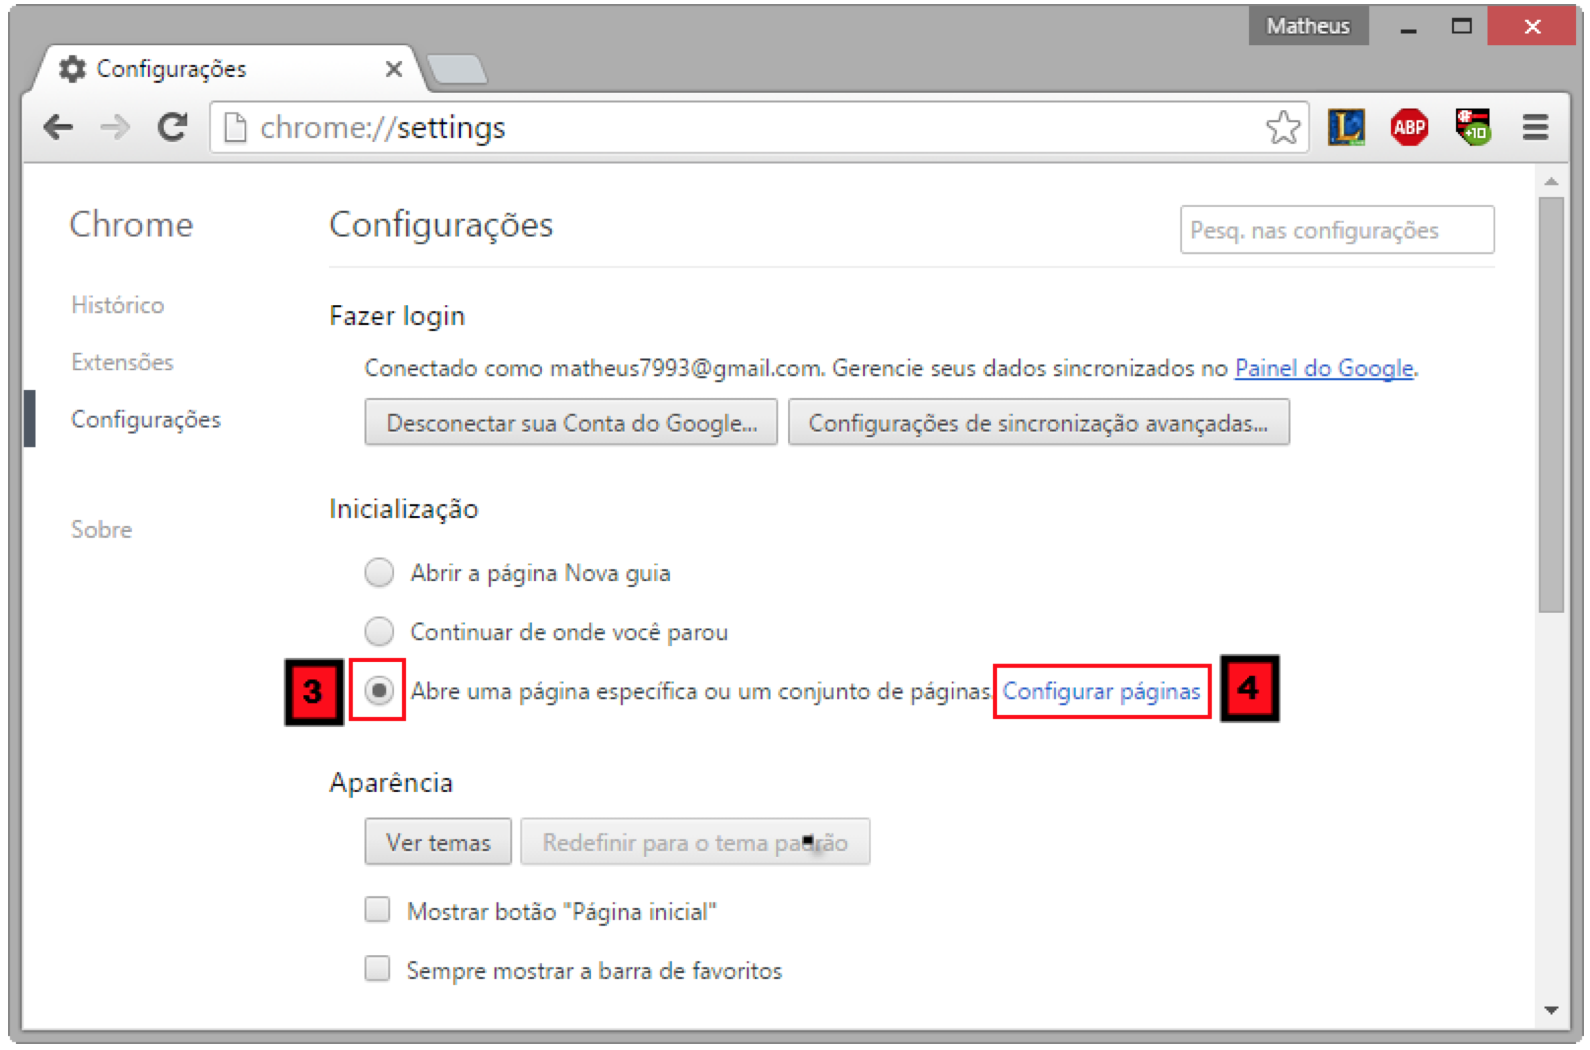 Matheus
Configurações
chrome://settings
L
ABP
+10
Chrome
Configurações
Pesq. nas configurações
Histórico
Extensões
Configurações
Sobre
Fazer login
Conectado como matheus7993@gmail.com. Gerencie seus dados sincronizados no Painel do Google.
Desconectar sua Conta do Google...
Configurações de sincronização avançadas...
Inicialização
Abrir a página Nova guia
Continuar de onde você parou
3
Abre uma página específica ou um conjunto de páginas. Configurar páginas
4
Aparência
Ver temas
Redefinir para o tema padrão
Mostrar botão "Página inicial"
Sempre mostrar a barra de favoritos